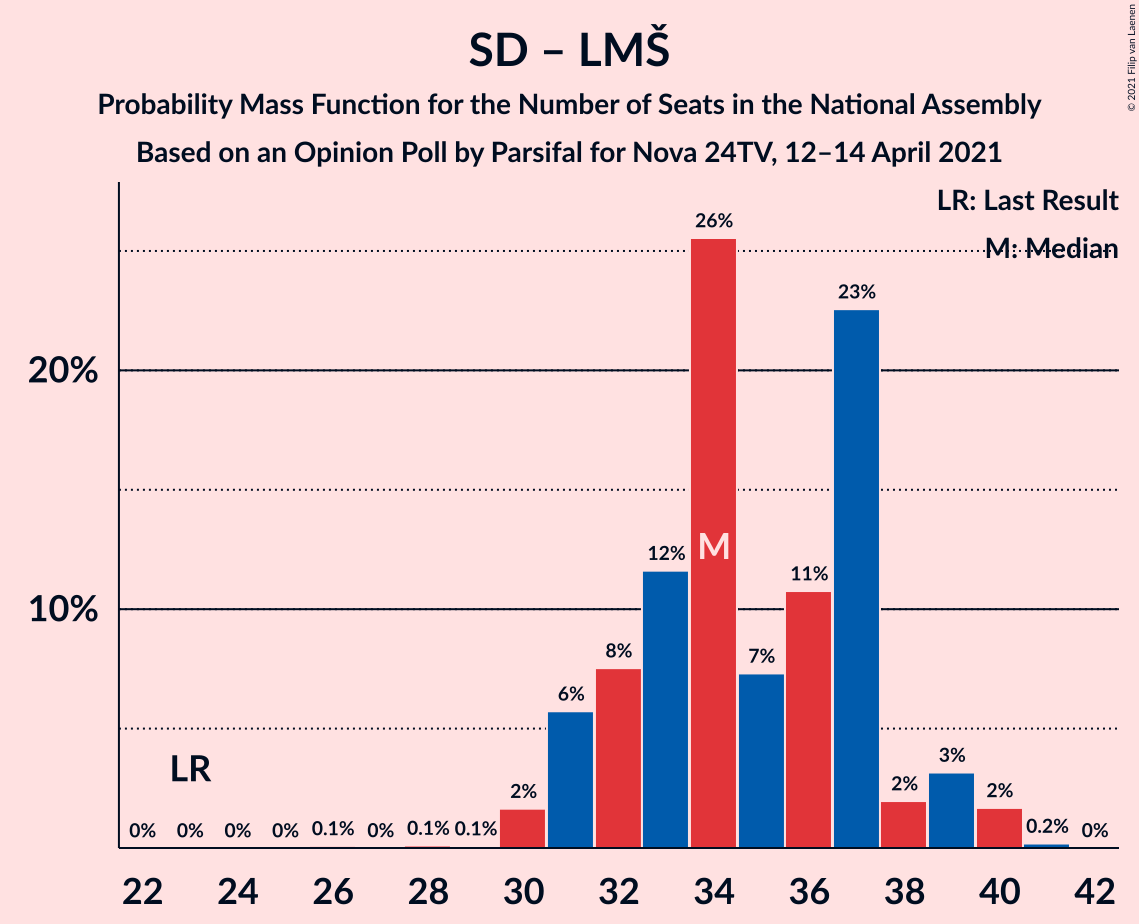 SD – LMŠ
Probability Mass Function for the Number of Seats in the National Assembly
Based on an Opinion Poll by Parsifal for Nova 24TV, 12–14 April 2021
© 2021 Filip van Laenen
LR: Last Result
M: Median
26%
23%
20%
12%
M
11%
10%
8%
7%
6%
LR
3%
2%
2%
2%
0% 0% 0% 0% 0.1% 0% 0.1% 0.1% 0.2% 0%
22 24 26 28 30 32 34 36 38 40 42